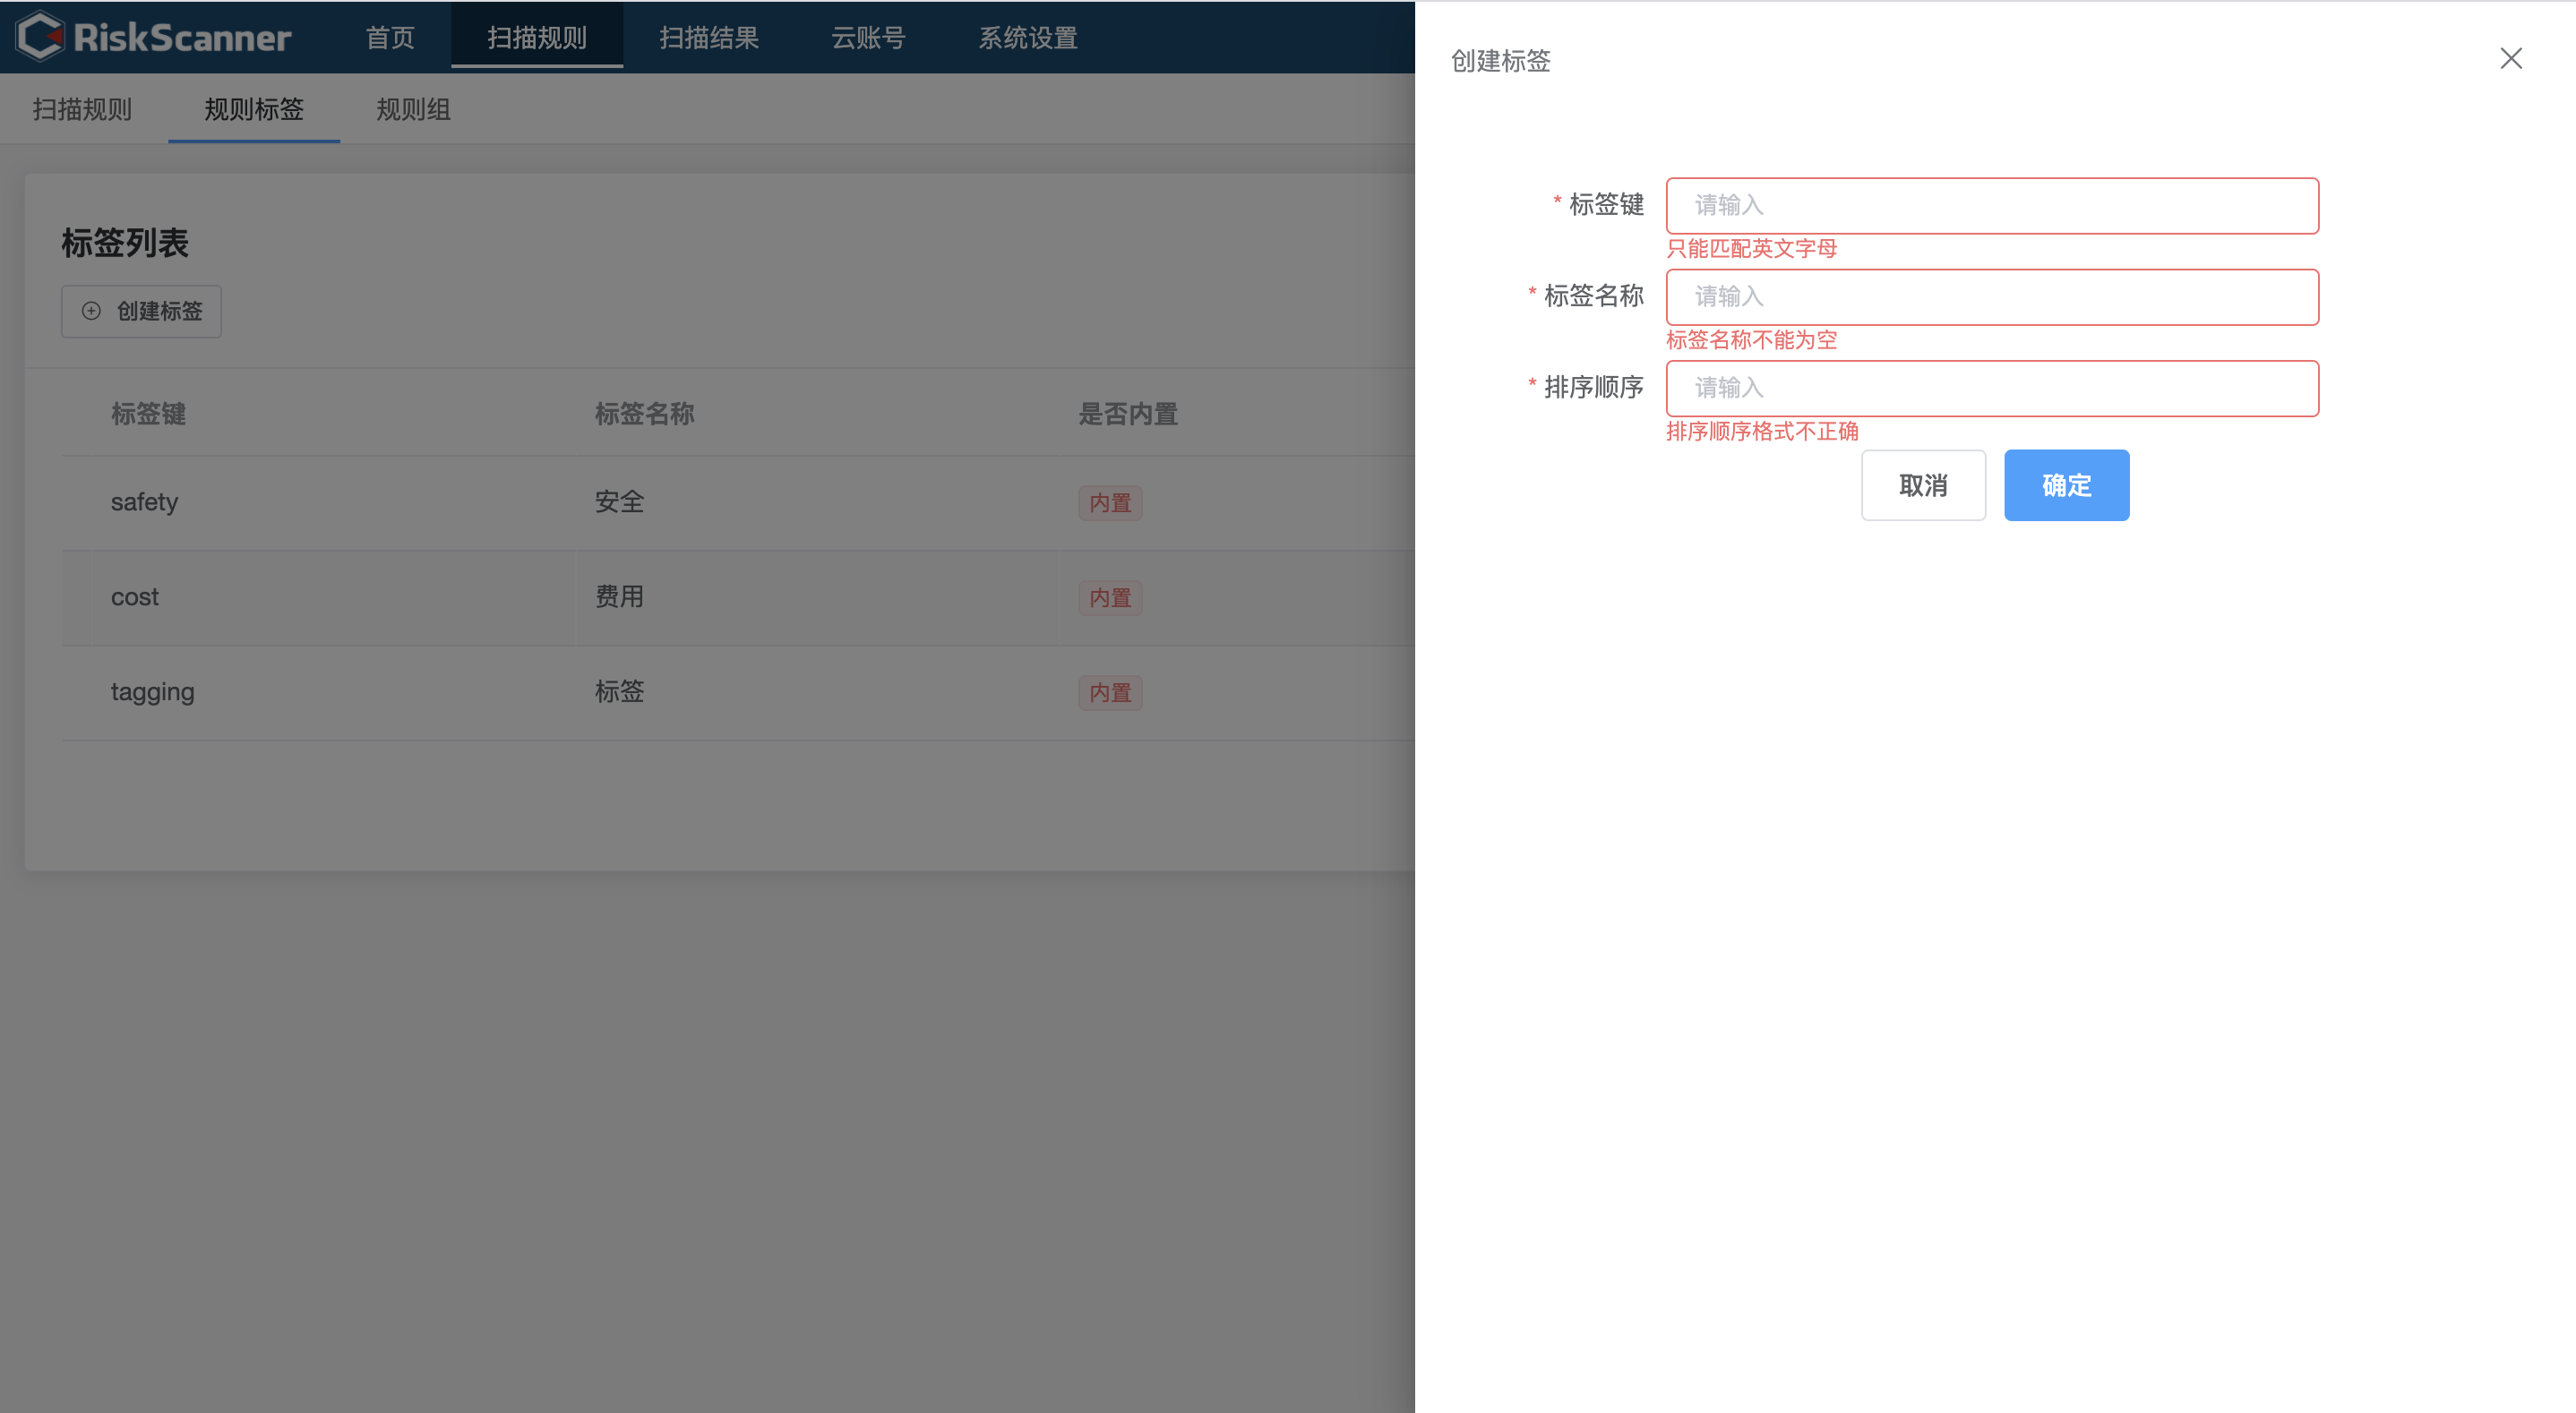 RiskScanner 首页 扫描规则 扫描结果 云账号 系统设置
扫描规则 规则标签 规则组
标签列表
创建标签
标签键 标签名称 是否内置
safety 安全 内置
cost 费用 内置
tagging 标签 内置
创建标签
* 标签键 请输入
只能匹配英文字母
* 标签名称 请输入
标签名称不能为空
* 排序顺序 请输入
排序顺序格式不正确
取消 确定